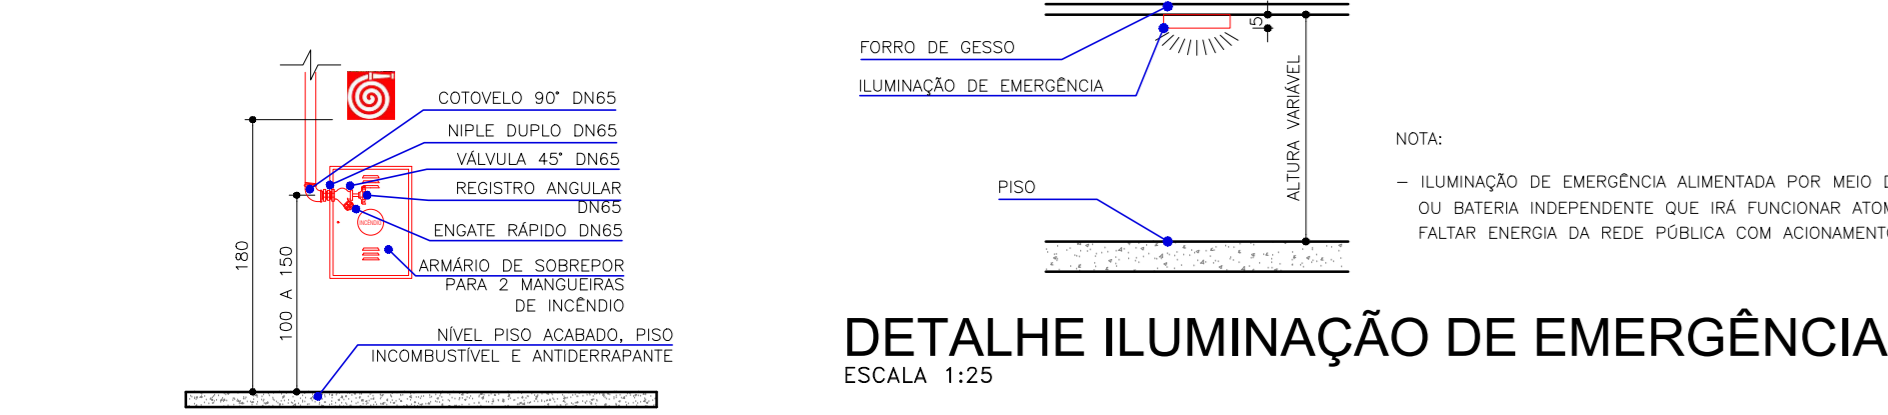 COTOVELO 90° DN65
NIPLE DUPLO DN65
VÁLVULA 45° DN65
REGISTRO ANGULAR
DN65
ENGATE RÁPIDO DN65
ARMÁRIO DE SOBREPOR
PARA 2 MANGUEIRAS
DE INCÊNDIO
NÍVEL PISO ACABADO, PISO
INCOMBUSTÍVEL E ANTIDERRAPANTE
180
100 A 150
INCÊNDIO
FORRO DE GESSO
ILUMINAÇÃO DE EMERGÊNCIA
PISO
15
ALTURA VARIÁVEL
NOTA:
– ILUMINAÇÃO DE EMERGÊNCIA ALIMENTADA POR MEIO
OU BATERIA INDEPENDENTE QUE IRÁ FUNCIONAR
FALTAR ENERGIA DA REDE PÚBLICA COM ACIONAMENTO
DETALHE ILUMINAÇÃO DE EMERGÊNCIA
ESCALA 1:25